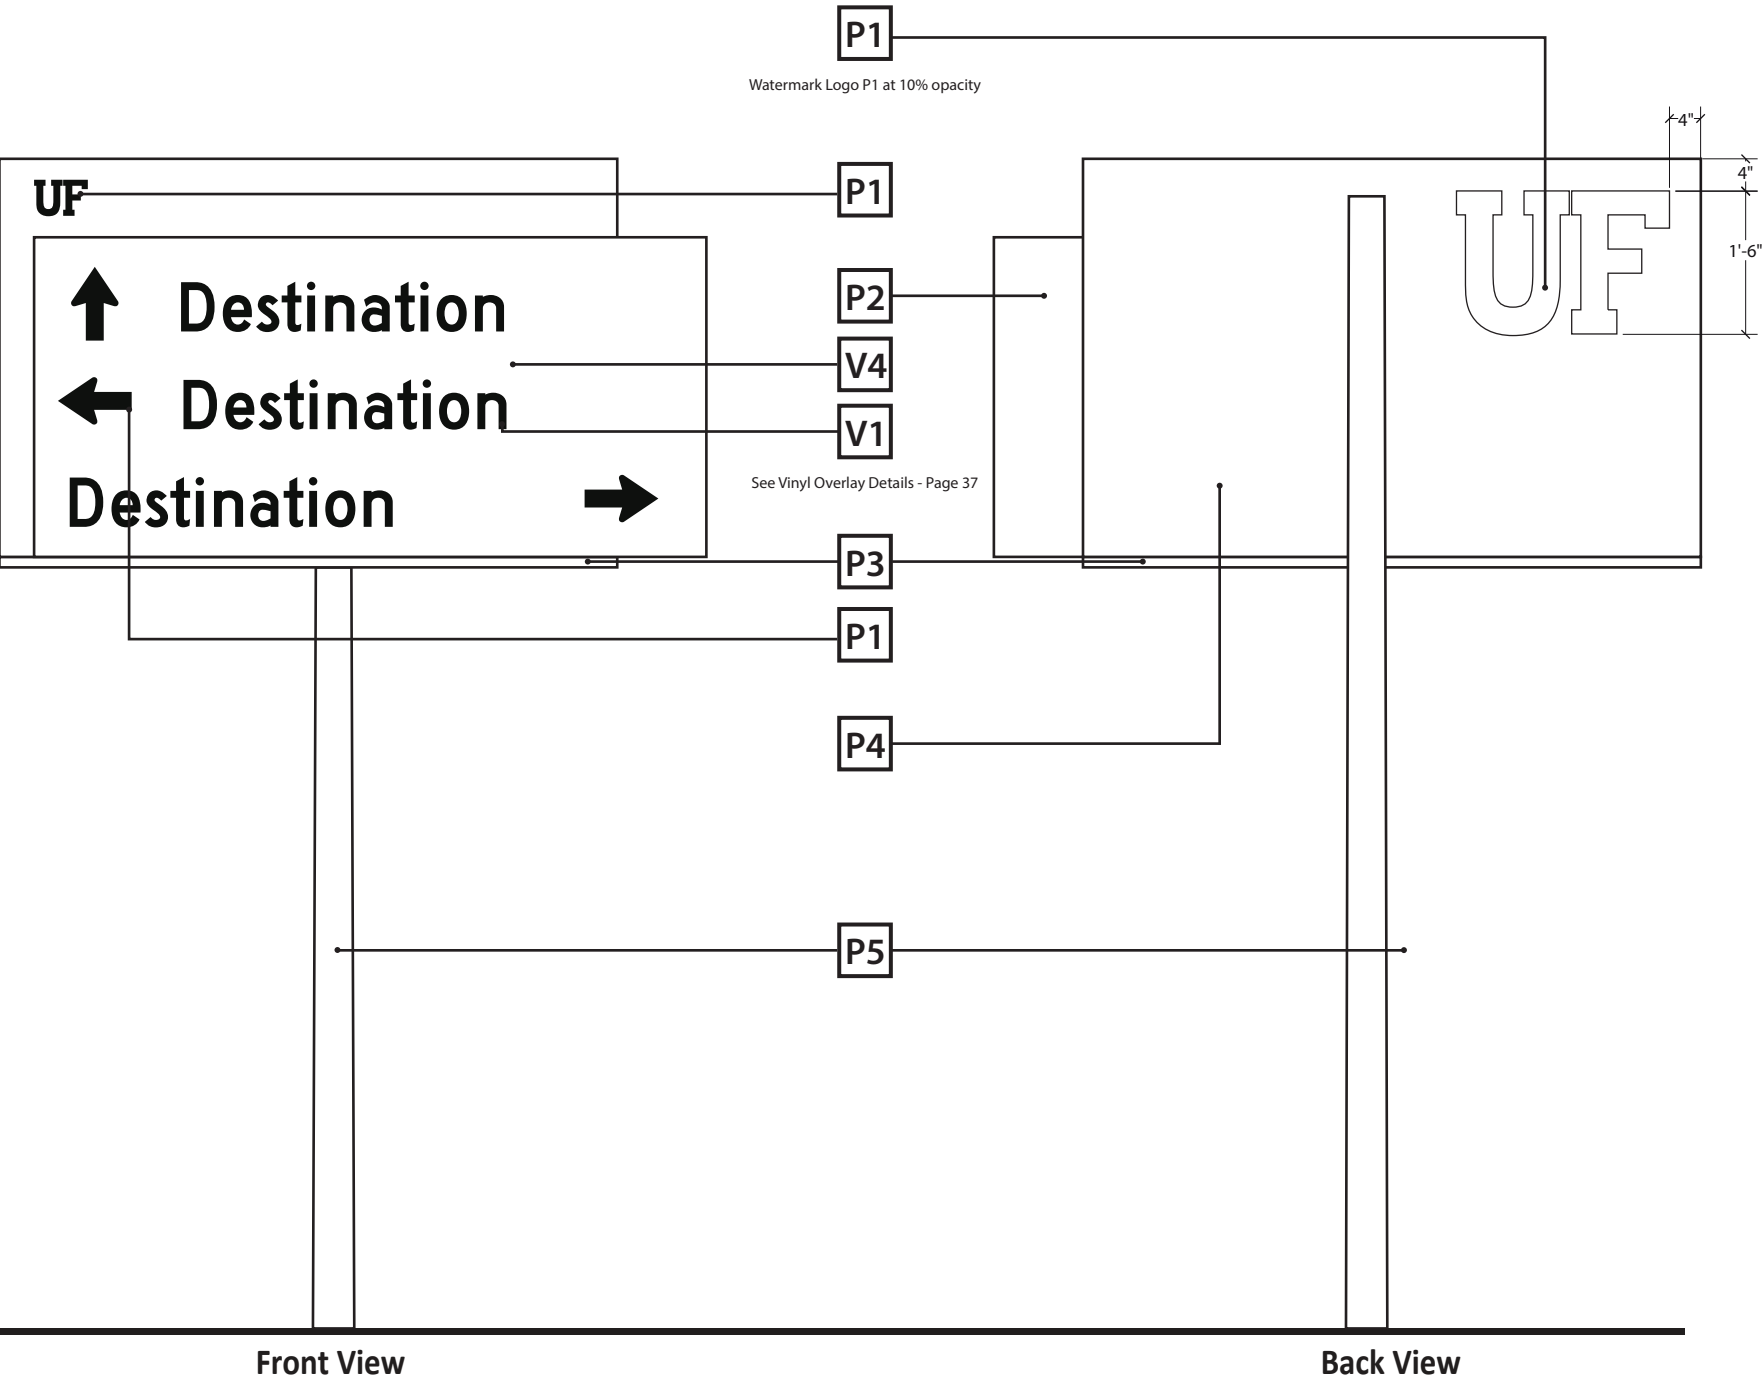 P1
Watermark Logo P1 at 10% opacity
4"
4"
1'-6"
UF
P1
UF
Destination
P2
V4
Destination
V1
See Vinyl Overlay Details - Page 37
Destination
P3
P1
P4
P5
Front View
Back View